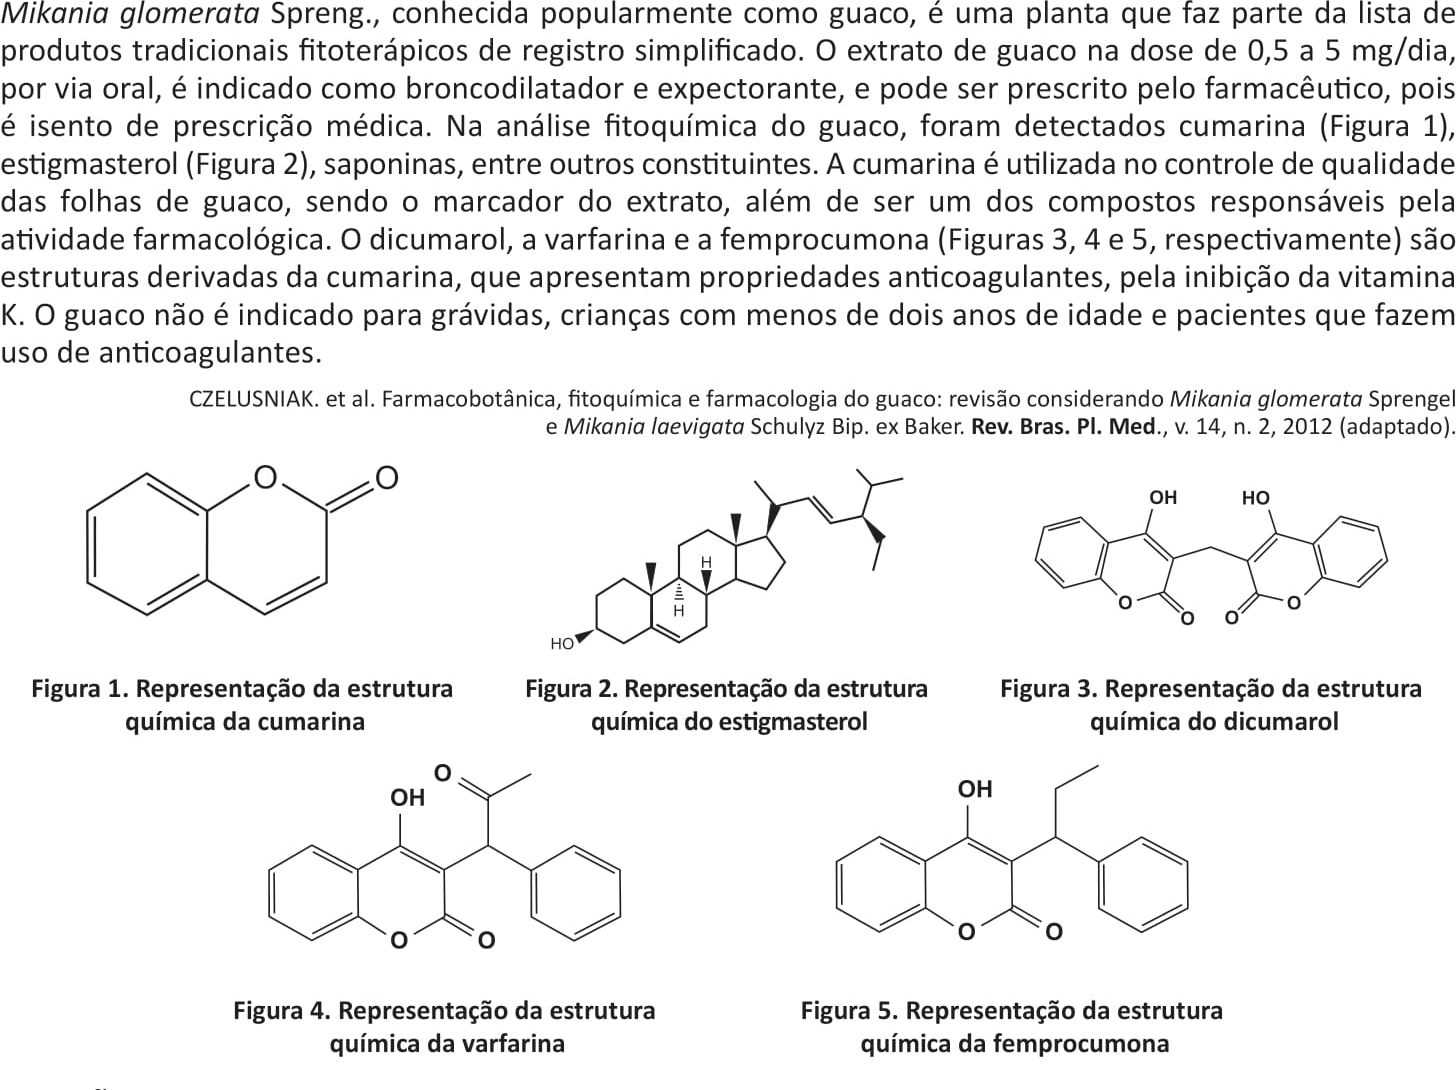 Mikania glomerata Spreng., conhecida popularmente como guaco, é uma planta que faz parte da lista de
produtos tradicionais fitoterápicos de registro simplificado. O extrato de guaco na dose de 0,5 a 5 mg/dia,
por via oral, é indicado como broncodilatador e expectorante, e pode ser prescrito pelo farmacêutico, pois
é isento de prescrição médica. Na análise fitoquímica do guaco, foram detectados cumarina (Figura 1),
estigmasterol (Figura 2), saponinas, entre outros constituintes. A cumarina é utilizada no controle de qualidade
das folhas de guaco, sendo o marcador do extrato, além de ser um dos compostos responsáveis pela
atividade farmacológica. O dicumarol, a varfarina e a femprocumona (Figuras 3, 4 e 5, respectivamente) são
estruturas derivadas da cumarina, que apresentam propriedades anticoagulantes, pela inibição da vitamina
K. O guaco não é indicado para grávidas, crianças com menos de dois anos de idade e pacientes que fazem
uso de anticoagulantes.
CZELUSNIAK. et al. Farmacobotânica, fitoquímica e farmacologia do guaco: revisão considerando Mikania glomerata Sprengel
e Mikania laevigata Schulyz Bip. ex Baker. Rev. Bras. Pl. Med., v. 14, n. 2, 2012 (adaptado).
O O
H
H
HO
OH HO
O O O O
Figura 1. Representação da estrutura
química da cumarina
Figura 2. Representação da estrutura
química do estigmasterol
Figura 3. Representação da estrutura
química do dicumarol
O
OH
O O
OH
O O
Figura 4. Representação da estrutura
química da varfarina
Figura 5. Representação da estrutura
química da femprocumona